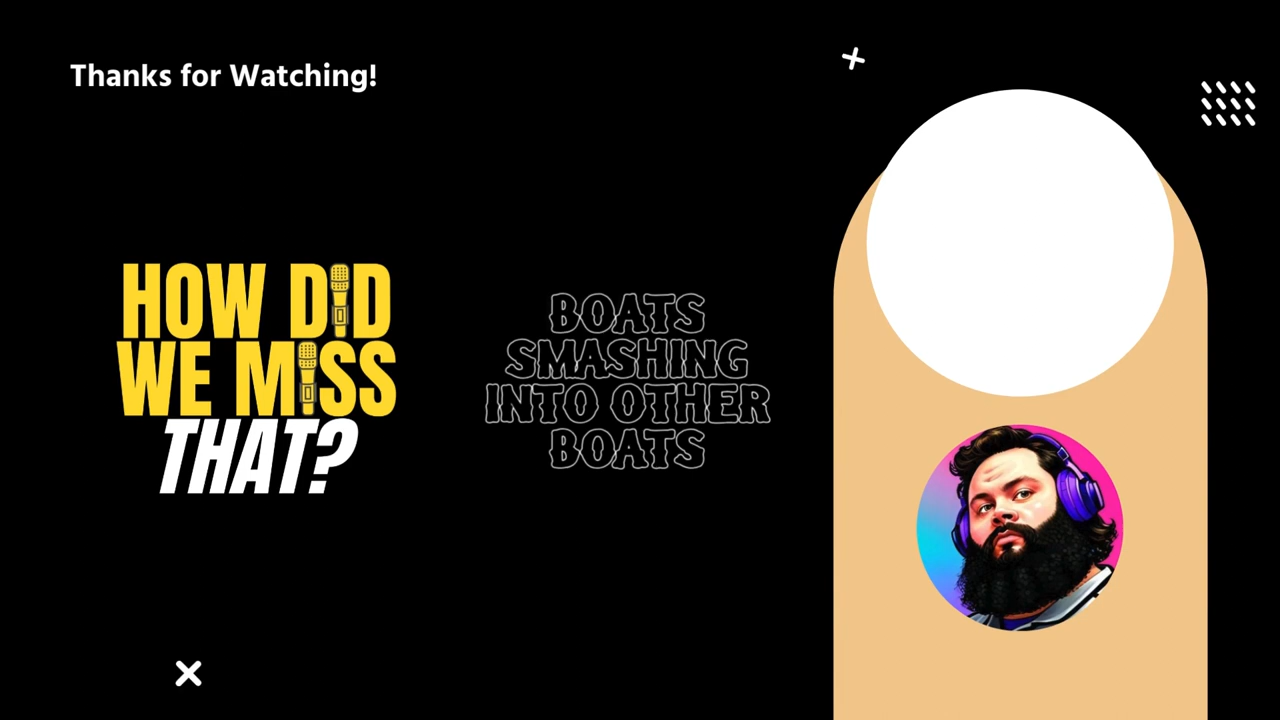 Thanks for Watching!
HOW DID
WE MISS
THAT?
BOATS
SMASHING
INTO OTHER
BOATS